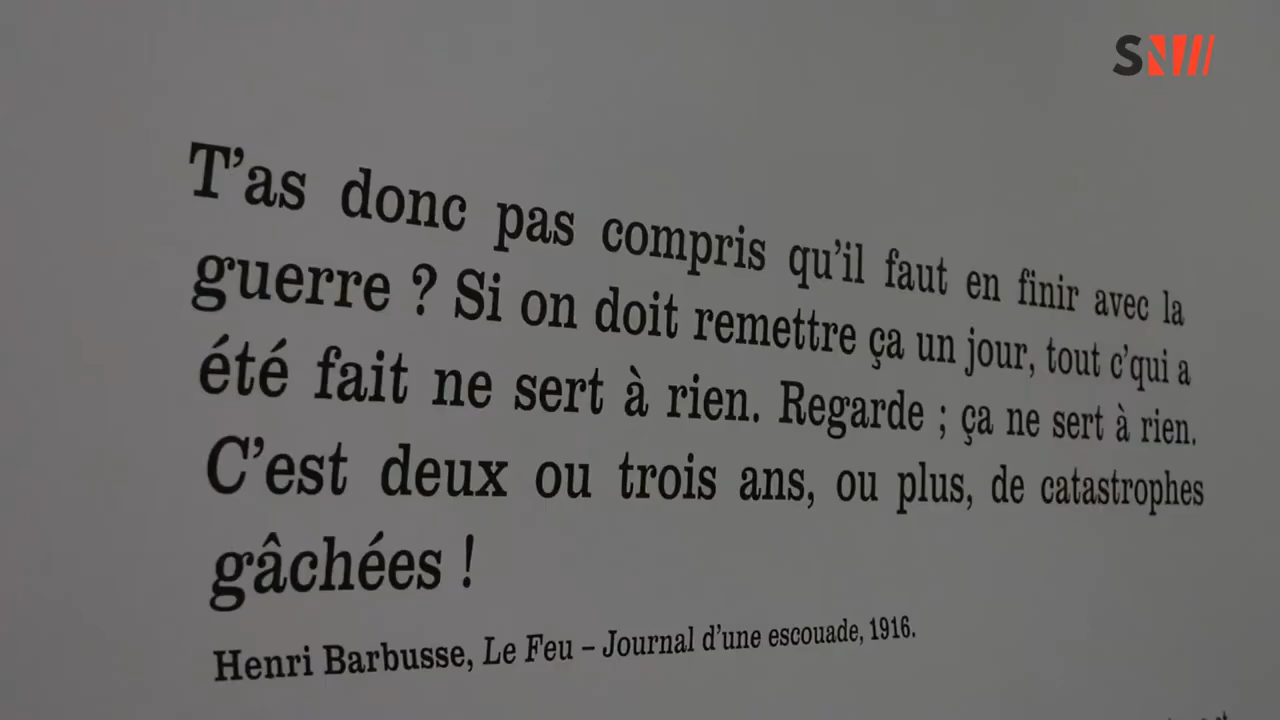 SNW
T'as donc pas compris qu'il faut en finir avec la
guerre ? Si on doit remettre ça un jour, tout c'qui a
été fait ne sert à rien. Regarde ; ça ne sert à rien.
C'est deux ou trois ans, ou plus, de catastrophes
gâchées !
Henri Barbusse, Le Feu – Journal d'une escouade, 1916.